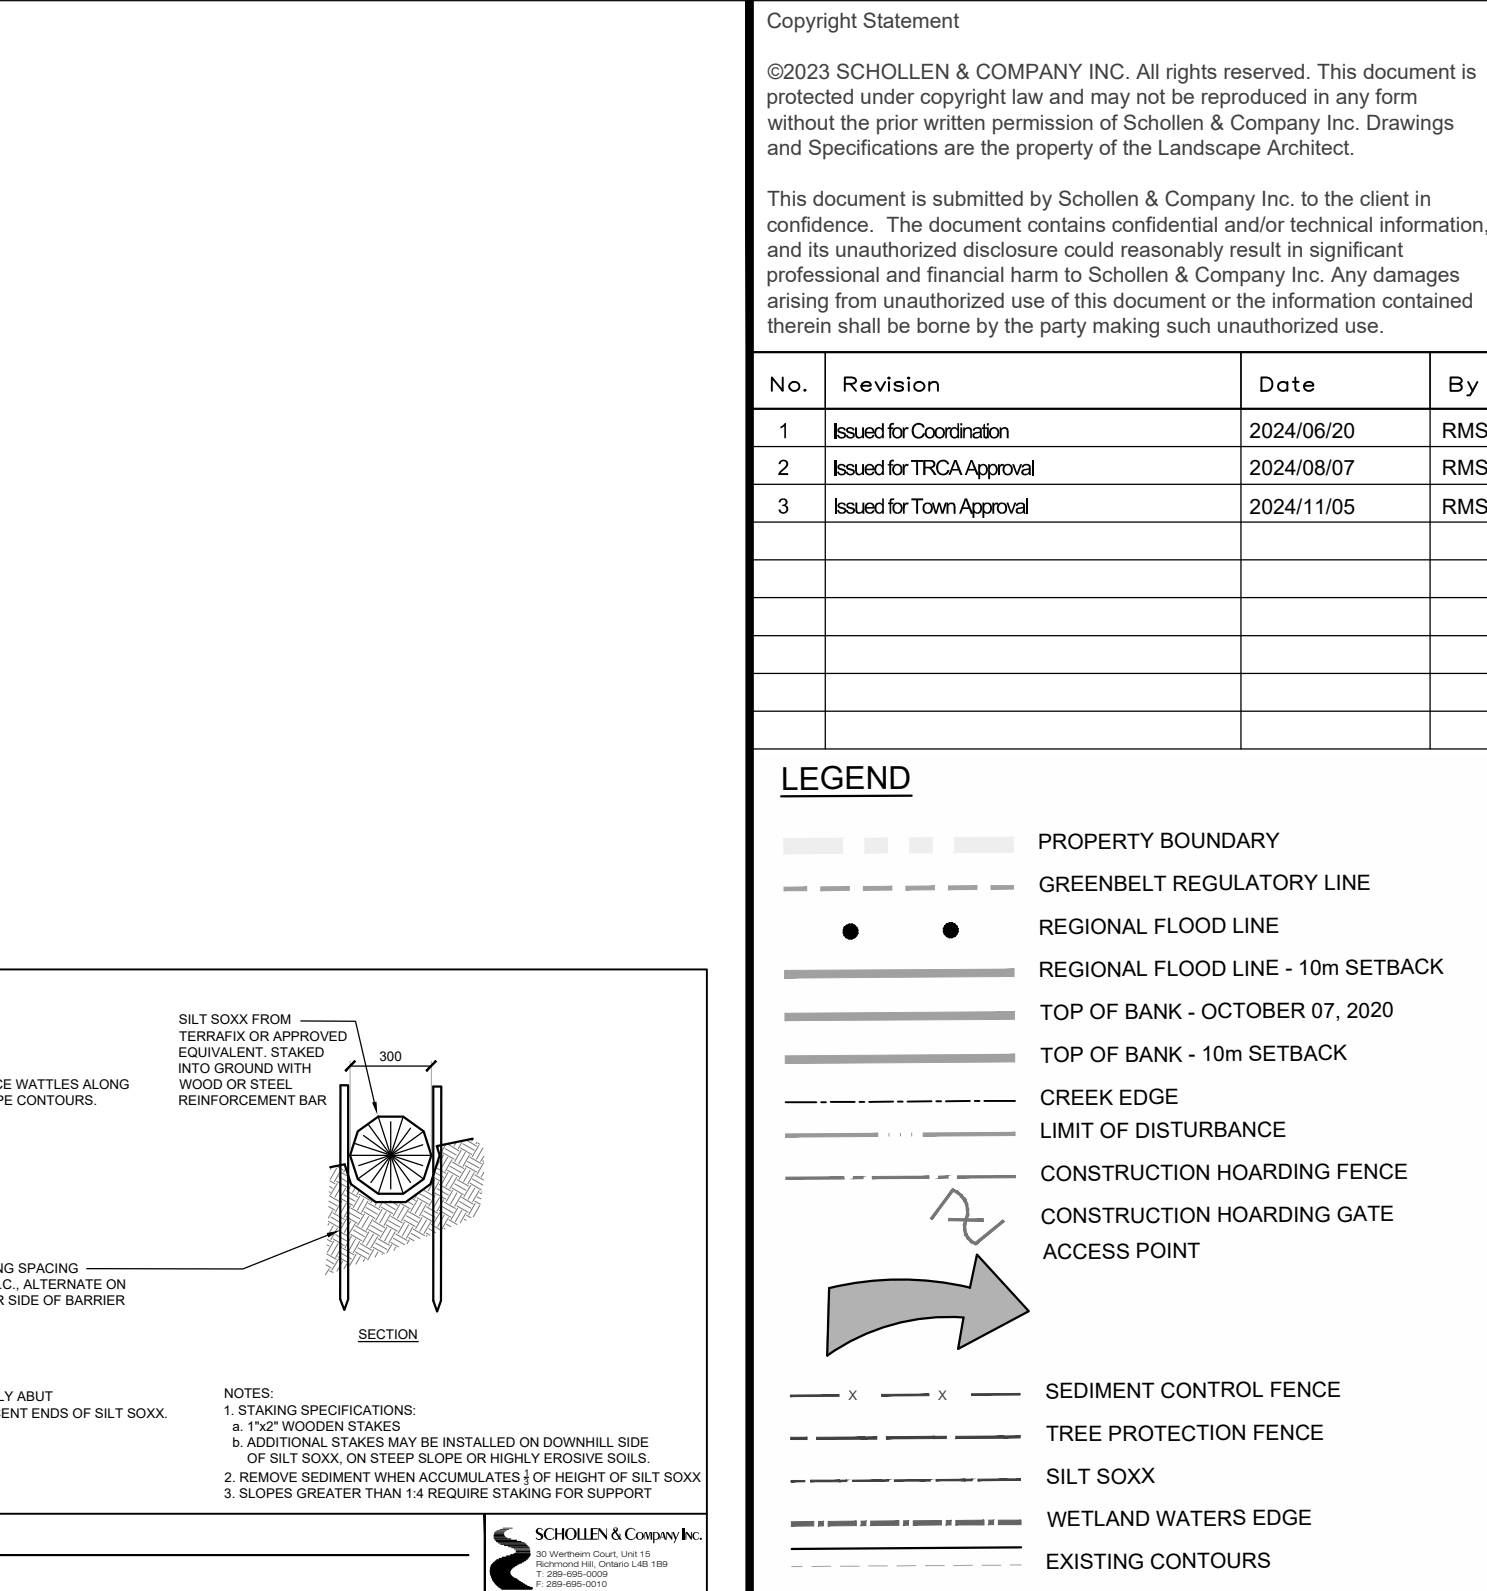 Copyright Statement
©2023 SCHOLLEN & COMPANY INC. All rights reserved. This document is
protected under copyright law and may not be reproduced in any form
without the prior written permission of Schollen & Company Inc. Drawings
and Specifications are the property of the Landscape Architect.
This document is submitted by Schollen & Company Inc. to the client in
confidence.  The document contains confidential and/or technical information,
and its unauthorized disclosure could reasonably result in significant
professional and financial harm to Schollen & Company Inc. Any damages
arising from unauthorized use of this document or the information contained
therein shall be borne by the party making such unauthorized use.
No. Revision Date By
1 Issued for Coordination 2024/06/20 RMS
2 Issued for TRCA Approval 2024/08/07 RMS
3 Issued for Town Approval 2024/11/05 RMS
LEGEND
PROPERTY BOUNDARY
GREENBELT REGULATORY LINE
REGIONAL FLOOD LINE
REGIONAL FLOOD LINE - 10m SETBACK
TOP OF BANK - OCTOBER 07, 2020
TOP OF BANK - 10m SETBACK
CREEK EDGE
LIMIT OF DISTURBANCE
CONSTRUCTION HOARDING FENCE
CONSTRUCTION HOARDING GATE
ACCESS POINT
x x SEDIMENT CONTROL FENCE
TREE PROTECTION FENCE
SILT SOXX
WETLAND WATERS EDGE
EXISTING CONTOURS
SILT SOXX FROM
TERRAFIX OR APPROVED
EQUIVALENT. STAKED
INTO GROUND WITH
WOOD OR STEEL
REINFORCEMENT BAR
300
CE WATTLES ALONG
PE CONTOURS.
NG SPACING
.C., ALTERNATE ON
R SIDE OF BARRIER
SECTION
LY ABUT
CENT ENDS OF SILT SOXX.
NOTES:
1. STAKING SPECIFICATIONS:
a. 1"x2" WOODEN STAKES
b. ADDITIONAL STAKES MAY BE INSTALLED ON DOWNHILL SIDE
OF SILT SOXX, ON STEEP SLOPE OR HIGHLY EROSIVE SOILS.
2. REMOVE SEDIMENT WHEN ACCUMULATES 1/3 OF HEIGHT OF SILT SOXX
3. SLOPES GREATER THAN 1:4 REQUIRE STAKING FOR SUPPORT
SCHOLLEN & COMPANY INC.
30 Wertheim Court, Unit 15
Richmond Hill, Ontario L4B 1B9
T: 289-695-0009
F: 289-695-0010